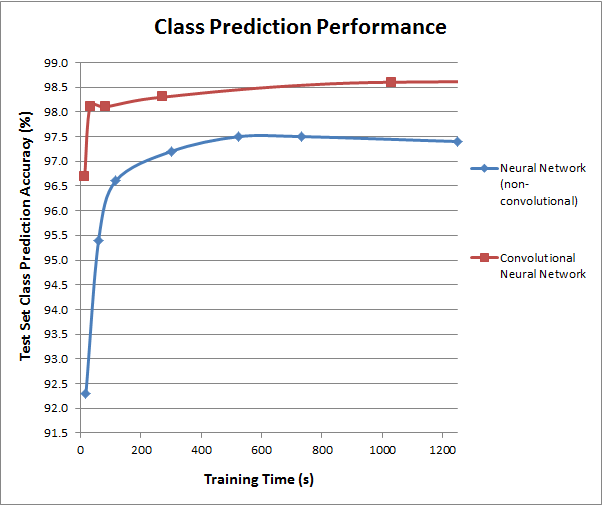 Class Prediction Performance
Test Set Class Prediction Accuracy (%)
99.0
98.5
98.0
97.5
97.0
96.5
96.0
95.5
95.0
94.5
94.0
93.5
93.0
92.5
92.0
91.5
0 200 400 600 800 1000 1200
Training Time (s)
Neural Network
(non-
convolutional)
Convolutional
Neural Network